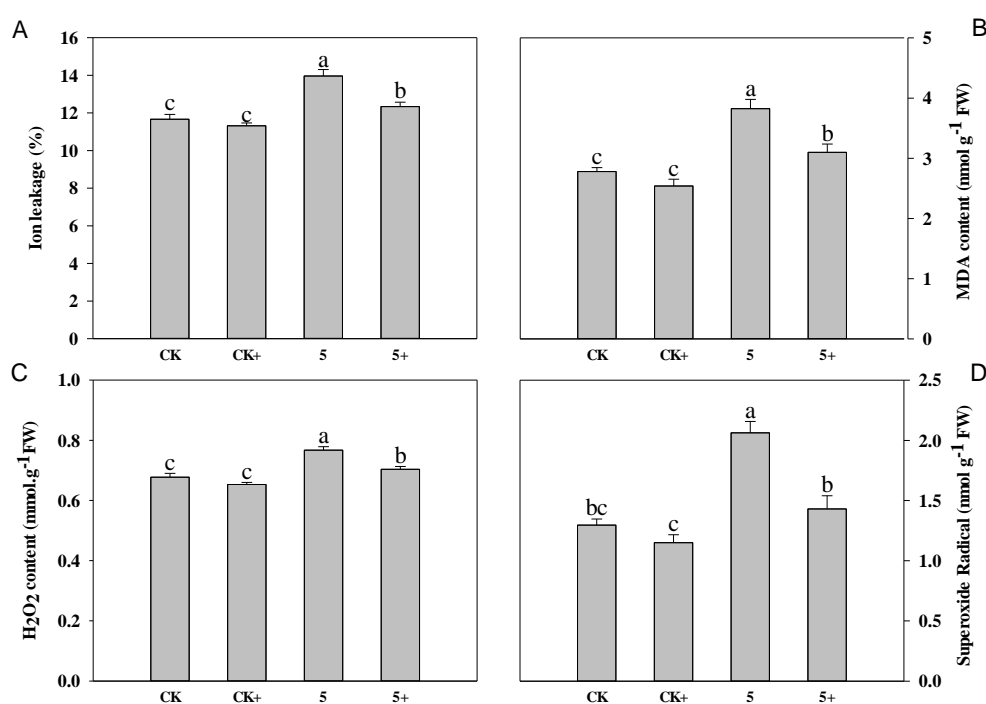 A
Ion leakage (%)
16
14
12
10
8
6
4
2
0
c
c
a
b
CK
CK+
5
5+
B
MDA content (nmol g-1 FW)
5
4
3
2
1
0
c
c
a
b
CK
CK+
5
5+
C
H2O2 content (mmol.g-1FW)
1.0
0.8
0.6
0.4
0.2
0.0
c
c
a
b
CK
CK+
5
5+
D
Superoxide Radical (nmol g-1 FW)
2.5
2.0
1.5
1.0
0.5
0.0
bc
c
a
b
CK
CK+
5
5+